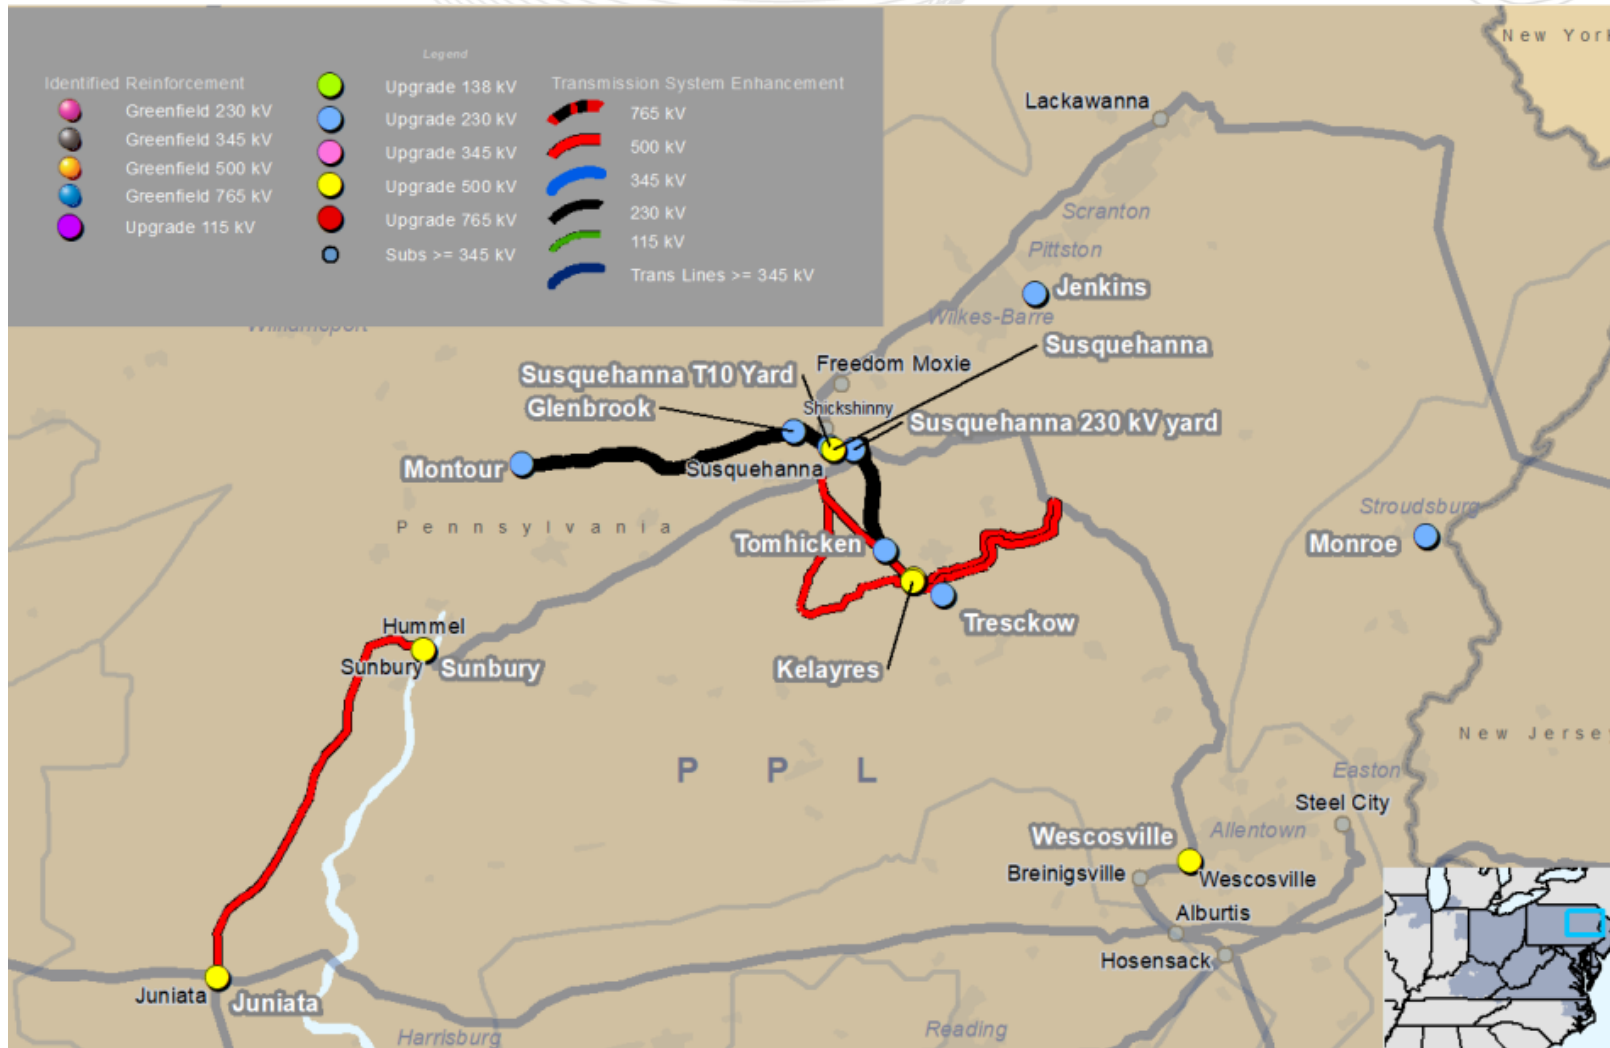 Legend
Identified Reinforcement
Greenfield 230 kV
Greenfield 345 kV
Greenfield 500 kV
Greenfield 765 kV
Upgrade 115 kV
Upgrade 138 kV
Upgrade 230 kV
Upgrade 345 kV
Upgrade 500 kV
Upgrade 765 kV
Subs >= 345 kV
Transmission System Enhancement
765 kV
500 kV
345 kV
230 kV
115 kV
Trans Lines >= 345 kV
New York
Lackawanna
Scranton
Pittston
Jenkins
Wilkes-Barre
Williamsport
Susquehanna
Freedom Moxie
Susquehanna T10 Yard
Glenbrook
Shickshinny
Susquehanna 230 kV yard
Montour
Susquehanna
Pennsylvania
Stroudsburg
Monroe
Tomhicken
Tresckow
Hummel
Sunbury
Sunbury
Kelayres
New Jersey
PPL
Easton
Steel City
Wescosville
Allentown
Breinigsville
Wescosville
Alburtis
Hosensack
Juniata
Juniata
Harrisburg
Reading